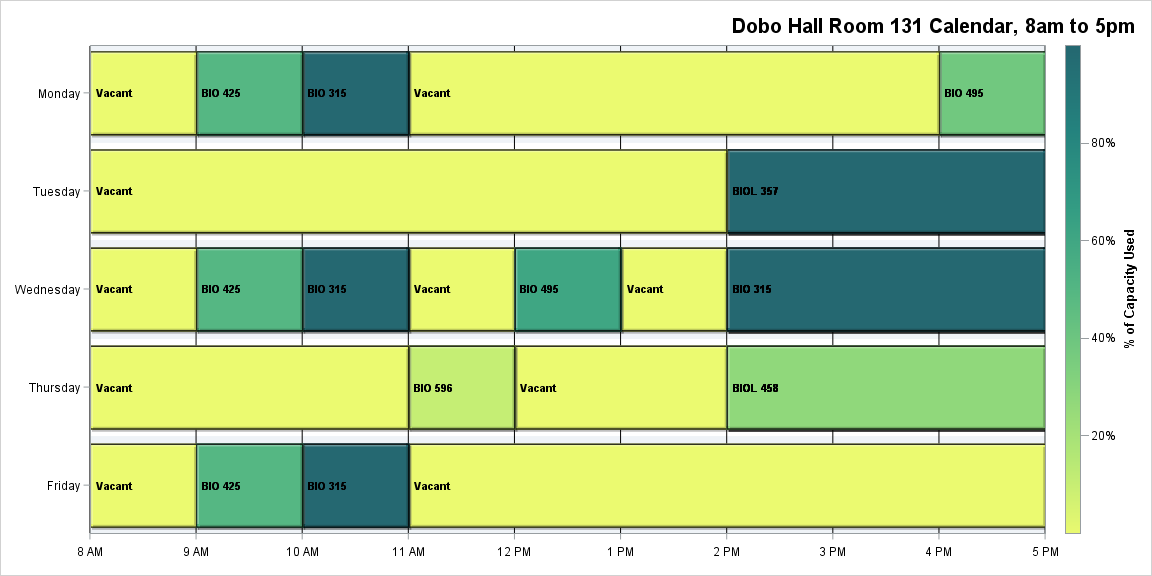 Dobo Hall Room 131 Calendar, 8am to 5pm
Monday
Vacant
BIO 425
BIO 315
Vacant
BIO 495
Tuesday
Vacant
BIOL 357
Wednesday
Vacant
BIO 425
BIO 315
Vacant
BIO 495
Vacant
BIO 315
Thursday
Vacant
BIO 596
Vacant
BIOL 458
Friday
Vacant
BIO 425
BIO 315
Vacant
8 AM
9 AM
10 AM
11 AM
12 PM
1 PM
2 PM
3 PM
4 PM
5 PM
80%
60%
40%
20%
% of Capacity Used